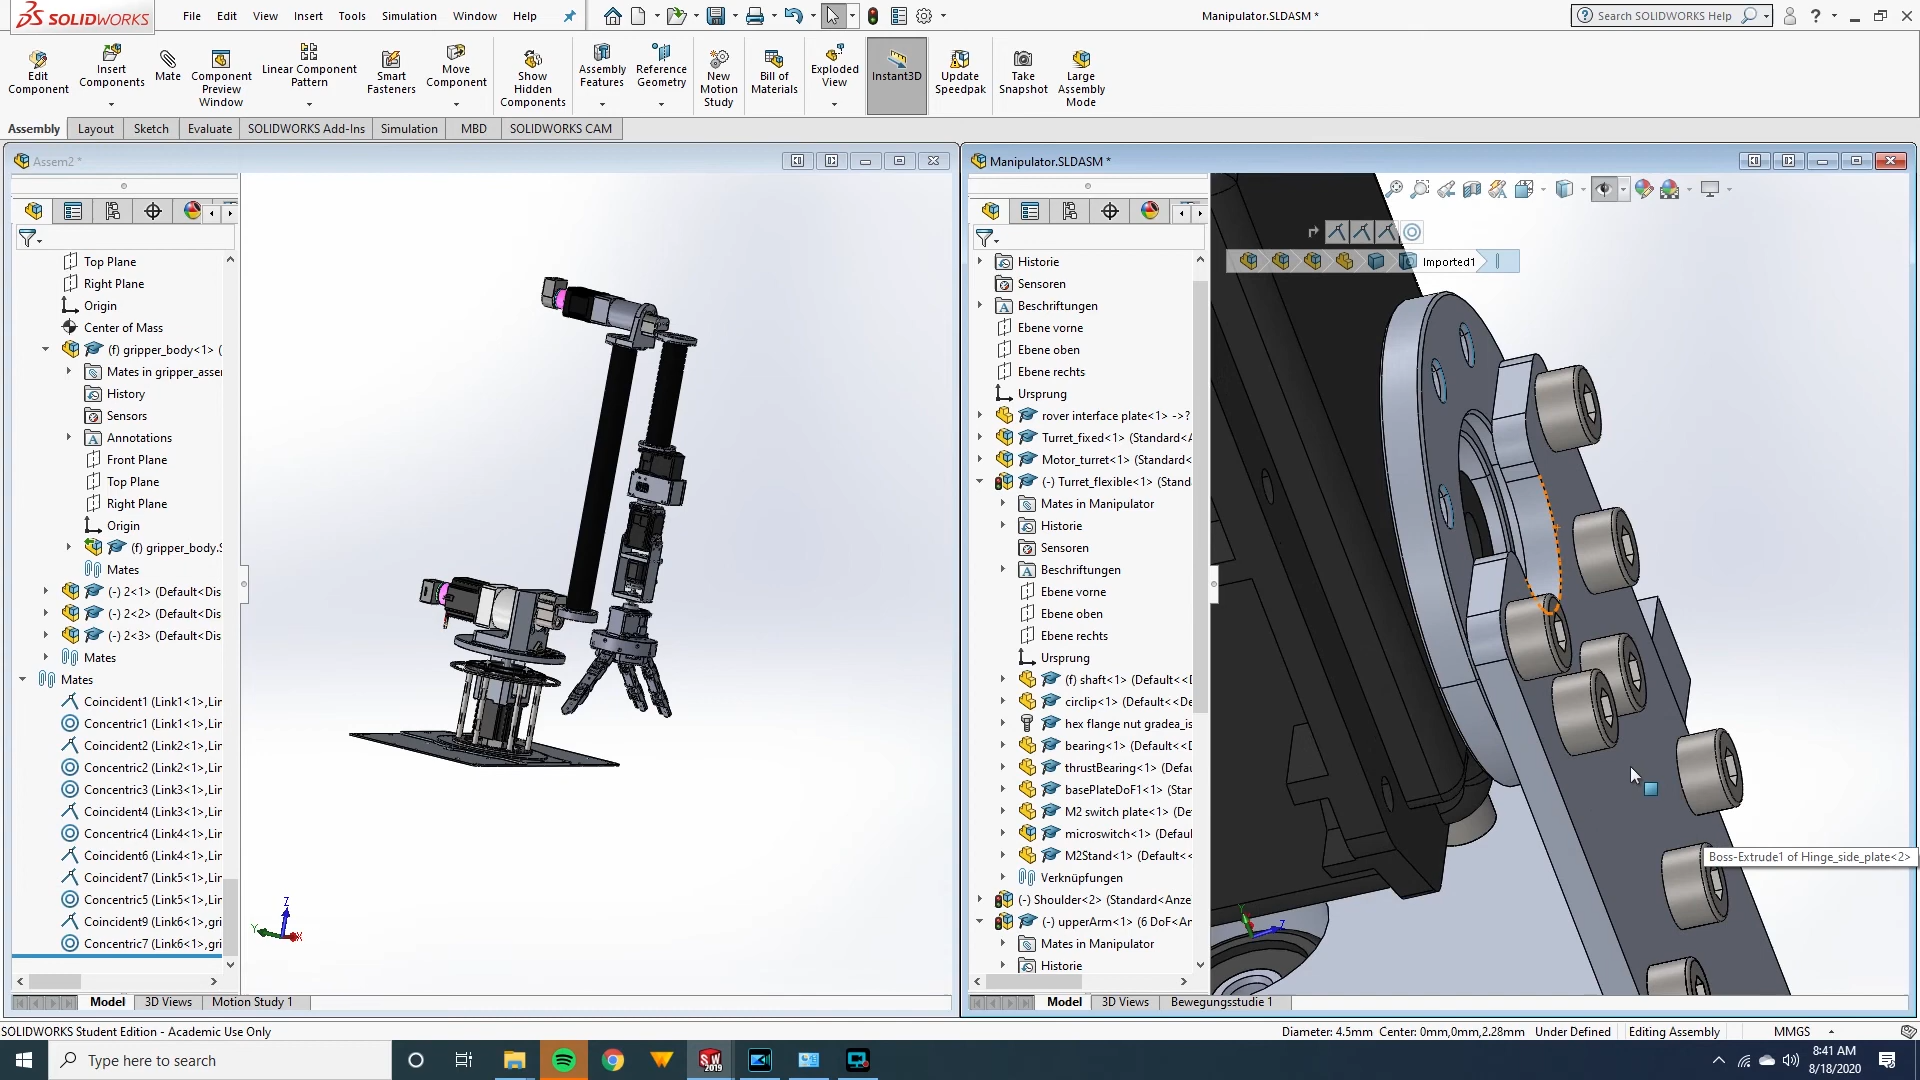 SOLIDWORKS File Edit View Insert Tools Simulation Window Help Manipulator.SLDASM * Search SOLIDWORKS Help ?
Edit Component
Insert Components
Mate
Component Preview Window
Linear Component Pattern
Smart Fasteners
Move Component
Show Hidden Components
Assembly Features
Reference Geometry
New Motion Study
Bill of Materials
Exploded View
Instant3D
Update Speedpak
Take Snapshot
Large Assembly Mode
Assembly Layout Sketch Evaluate SOLIDWORKS Add-Ins Simulation MBD SOLIDWORKS CAM
Assem2 *
Top Plane
Right Plane
Origin
Center of Mass
(f) gripper_body<1> (
Mates in gripper_asse
History
Sensors
Annotations
Front Plane
Top Plane
Right Plane
Origin
(f) gripper_body.S
Mates
(-) 2<1> (Default<Dis
(-) 2<2> (Default<Dis
(-) 2<3> (Default<Dis
Mates
Mates
Coincident1 (Link1<1>,Lin
Concentric1 (Link1<1>,Lin
Coincident2 (Link2<1>,Lin
Concentric2 (Link2<1>,Lin
Concentric3 (Link3<1>,Lin
Coincident4 (Link3<1>,Lin
Concentric4 (Link4<1>,Lin
Coincident6 (Link4<1>,Lin
Coincident7 (Link5<1>,Lin
Concentric5 (Link5<1>,Lin
Coincident9 (Link6<1>,gri
Concentric7 (Link6<1>,gri
Z
Y
X
Model 3D Views Motion Study 1
Manipulator.SLDASM *
Historie
Sensoren
Beschriftungen
Ebene vorne
Ebene oben
Ebene rechts
Ursprung
rover interface plate<1> ->?
Turret_fixed<1> (Standard<A
Motor_turret<1> (Standard<
(-) Turret_flexible<1> (Stand
Mates in Manipulator
Historie
Sensoren
Beschriftungen
Ebene vorne
Ebene oben
Ebene rechts
Ursprung
(f) shaft<1> (Default<<D
circlip<1> (Default<<De
hex flange nut gradea_is
bearing<1> (Default<<D
thrustBearing<1> (Defau
basePlateDoF1<1> (Stan
M2 switch plate<1> (De
microswitch<1> (Defaul
M2Stand<1> (Default<<
Verknüpfungen
(-) Shoulder<2> (Standard<Anze
(-) upperArm<1> (6 DoF<Ar
Mates in Manipulator
Historie
Imported1
Boss-Extrude1 of Hinge_side_plate<2>
Y
Z
Model 3D Views Bewegungsstudie 1
SOLIDWORKS Student Edition - Academic Use Only Diameter: 4.5mm Center: 0mm,0mm,2.28mm Under Defined Editing Assembly MMGS
Type here to search
SW 2019
8:41 AM
8/18/2020